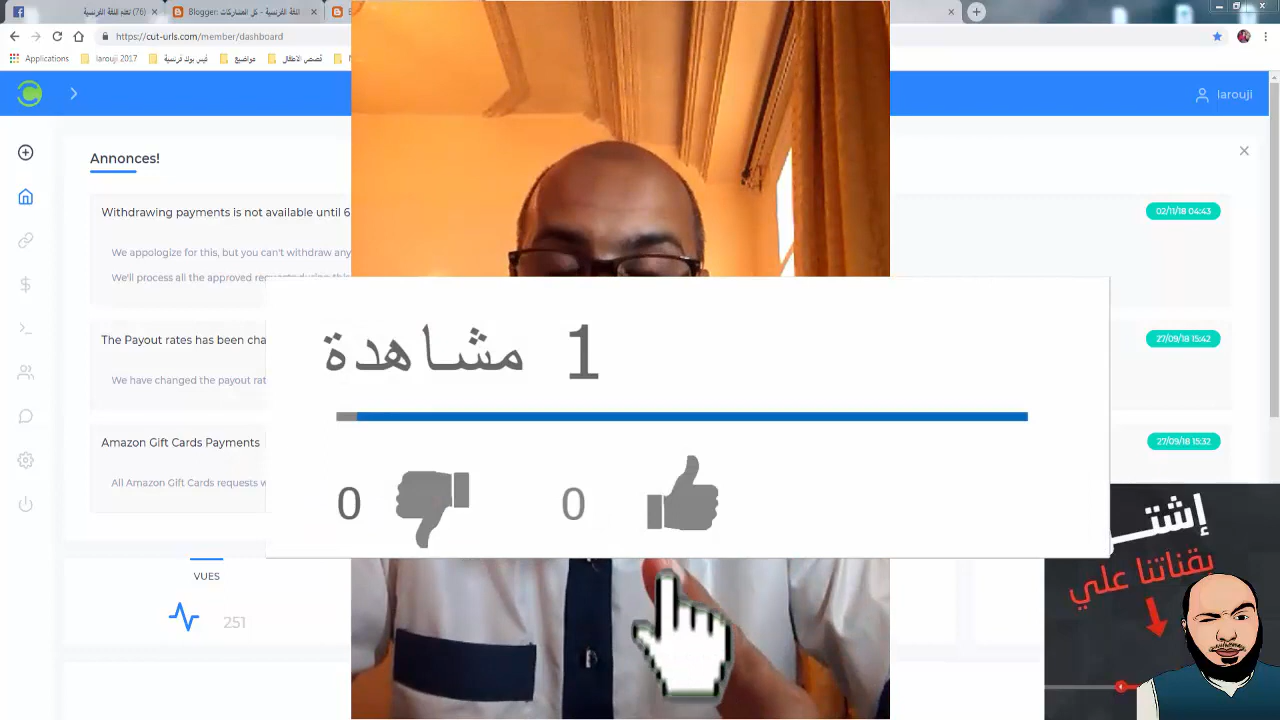 (76) تعلم اللغة الفرنسية
Blogger: اللغة الفرنسية - كل المشاركات
https://cut-urls.com/member/dashboard
Applications
larouji 2017
فيس بوك فرنسية
مواضيع
قصص الاعتقال
larouji
Annonces!
Withdrawing payments is not available until 6
02/11/18 04:43
We appologize for this, but you can't withdraw any
We'll process all the approved requests during this
The Payout rates has been cha
27/09/18 15:42
We have changed the payout rat
Amazon Gift Cards Payments
27/09/18 15:32
All Amazon Gift Cards requests w
1 مشاهدة
0
0
إشتـ
بقناتنا علي
VUES
251